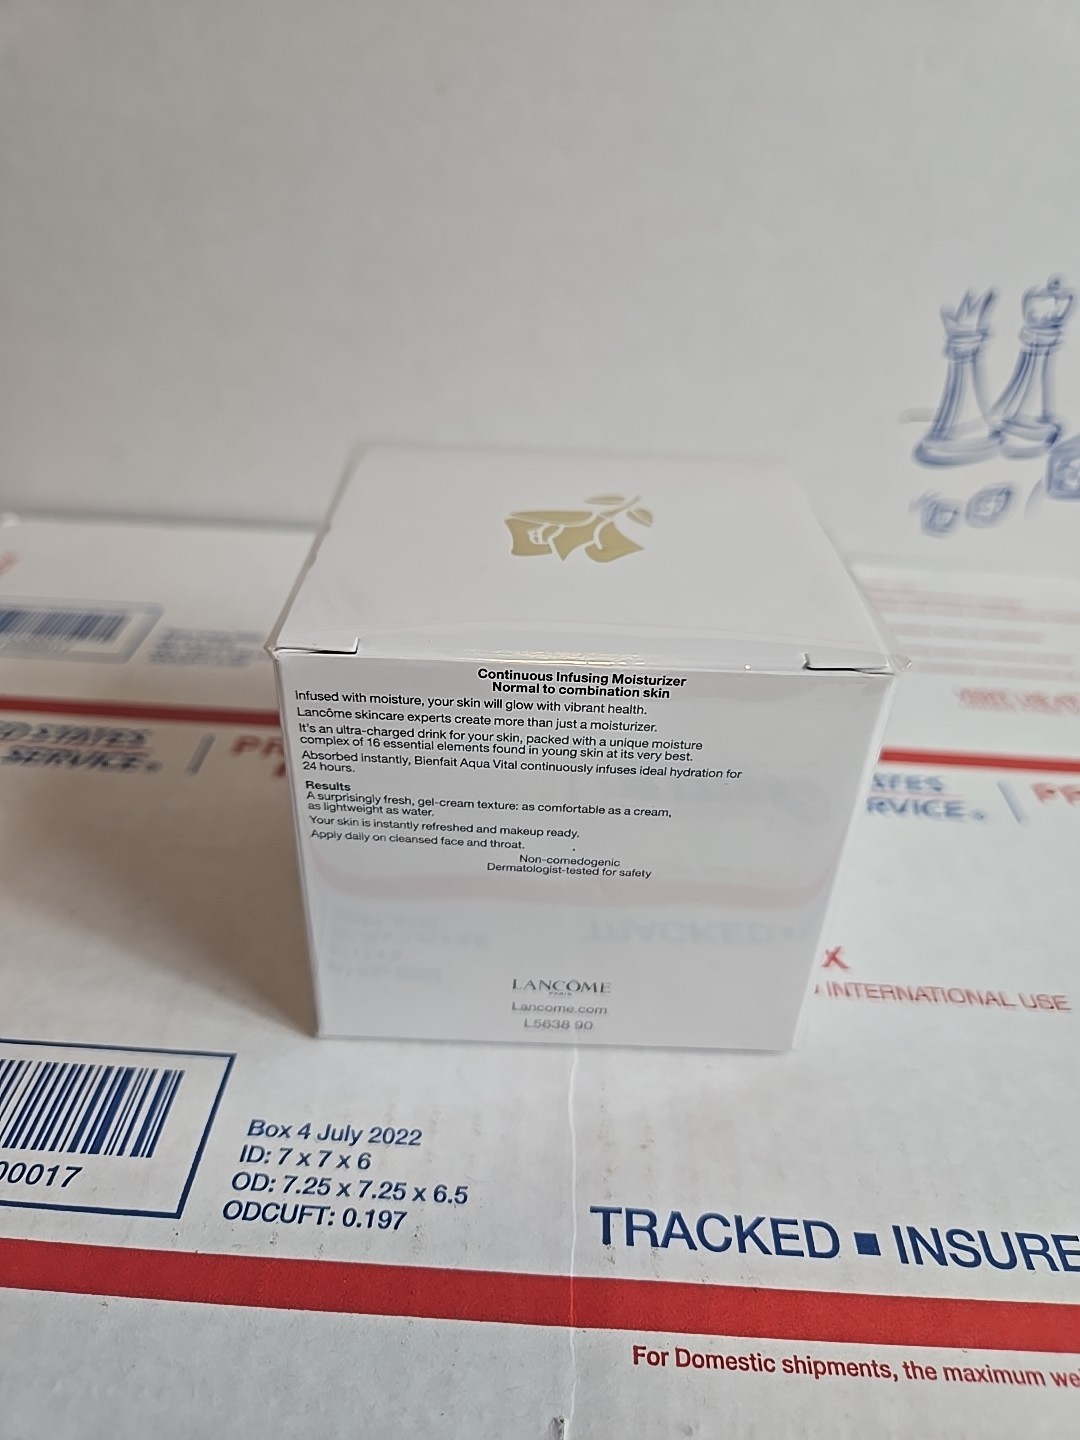 Continuous Infusing Moisturizer
Normal to combination skin
Infused with moisture, your skin will glow with vibrant health.
Lancôme skincare experts create more than just a moisturizer.
It's an ultra-charged drink for your skin, packed with a unique moisture
complex of 16 essential elements found in young skin at its very best.
Absorbed instantly, Bienfait Aqua Vital continuously infuses ideal hydration for
24 hours.
Results
A surprisingly fresh, gel-cream texture: as comfortable as a cream,
as lightweight as water.
Your skin is instantly refreshed and makeup ready.
Apply daily on cleansed face and throat.
Non-comedogenic
Dermatologist-tested for safety
LANCÔME
PARIS
Lancome.com
L5638 90
STATES
SERVICE®
PR
RVICE®
PR
X
INTERNATIONAL USE
00017
Box 4 July 2022
ID: 7 x 7 x 6
OD: 7.25 x 7.25 x 6.5
ODCUFT: 0.197
TRACKED ■ INSURE
For Domestic shipments, the maximum we